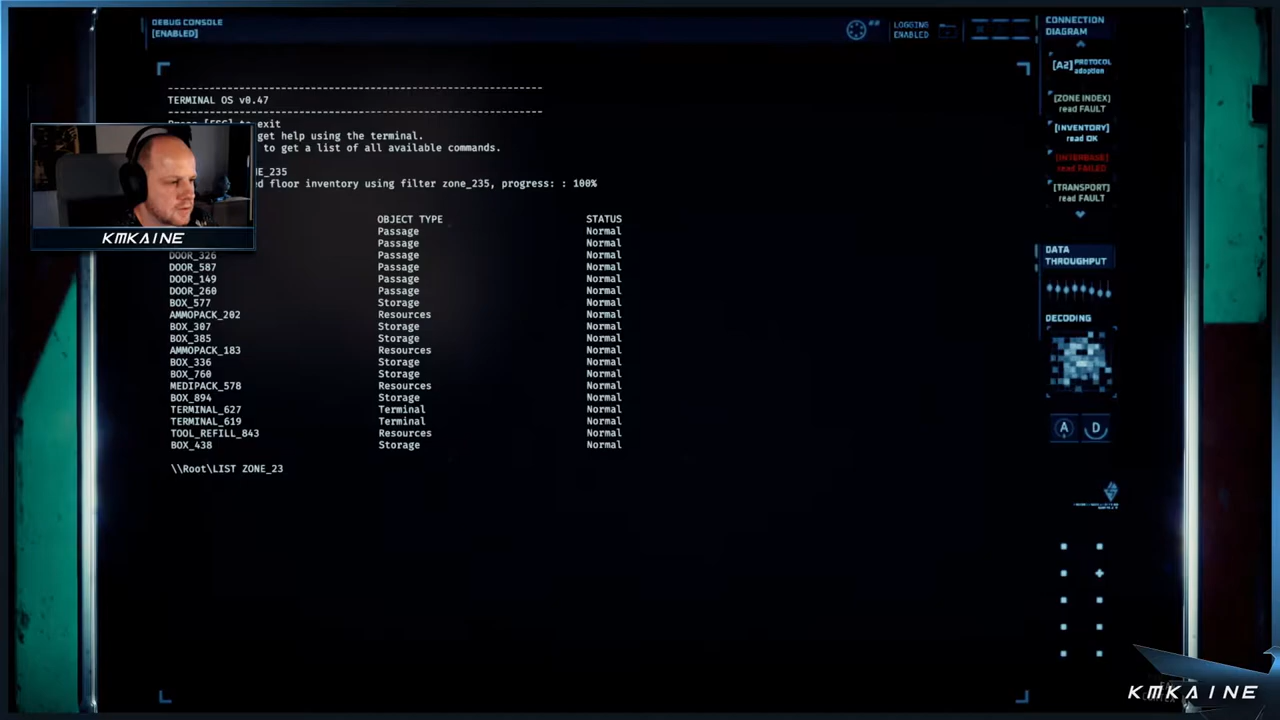 DEBUG CONSOLE
[ENABLED]
##
LOGGING
ENABLED
CONNECTION
DIAGRAM
[A2] PROTOCOL
adoption
[ZONE INDEX]
read FAULT
[INVENTORY]
read OK
[INTERBASE]
read FAILED
[TRANSPORT]
read FAULT
DATA
THROUGHPUT
DECODING
A D
--------------------------------------------------------------
TERMINAL OS v0.47
--------------------------------------------------------------
exit
get help using the terminal.
to get a list of all available commands.
NE_235
ed floor inventory using filter zone_235, progress: : 100%
OBJECT TYPE STATUS
Passage Normal
Passage Normal
DOOR_326 Passage Normal
DOOR_587 Passage Normal
DOOR_149 Passage Normal
DOOR_260 Passage Normal
BOX_577 Storage Normal
AMMOPACK_202 Resources Normal
BOX_307 Storage Normal
BOX_385 Storage Normal
AMMOPACK_183 Resources Normal
BOX_336 Storage Normal
BOX_760 Storage Normal
MEDIPACK_578 Resources Normal
BOX_894 Storage Normal
TERMINAL_627 Terminal Normal
TERMINAL_619 Terminal Normal
TOOL_REFILL_843 Resources Normal
BOX_438 Storage Normal
\\Root\LIST ZONE_23
KMKAINE
KMKAINE